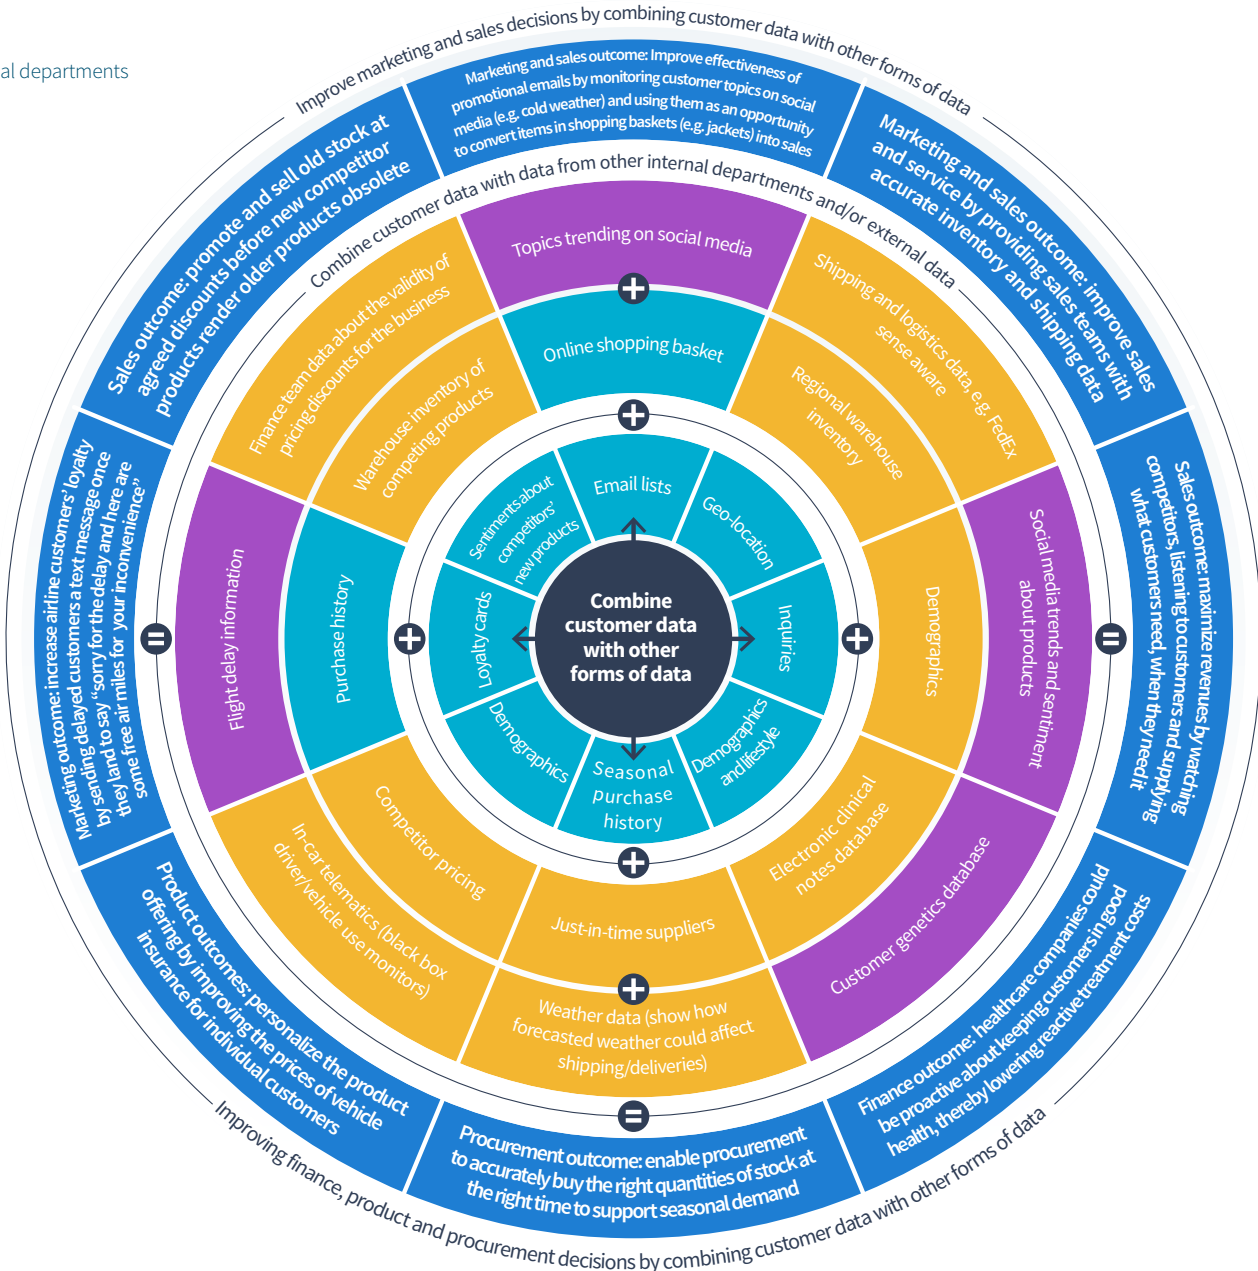 al departments
Improve marketing and sales decisions by combining customer data with other forms of data
Marketing and sales outcome: Improve effectiveness of
promotional emails by monitoring customer topics on social
media (e.g. cold weather) and using them as an opportunity
to convert items in shopping baskets (e.g. jackets) into sales
Marketing and sales outcome: improve sales
and service by providing sales teams with
accurate inventory and shipping data
Sales outcome: maximize revenues by watching
competitors, listening to customers and supplying
what customers need, when they need it
Finance outcome: healthcare companies could
be proactive about keeping customers in good
health, thereby lowering reactive treatment costs
Procurement outcome: enable procurement
to accurately buy the right quantities of stock at
the right time to support seasonal demand
Product outcomes: personalize the product
offering by improving the prices of vehicle
insurance for individual customers
Marketing outcome: increase airline customers’ loyalty
by sending delayed customers a text message once
they land to say “sorry for the delay and here are
some free air miles for your inconvenience”
Sales outcome: promote and sell old stock at
agreed discounts before new competitor
products render older products obsolete
Combine customer data with data from other internal departments and/or external data
Topics trending on social media
+
Online shopping basket
+
Shipping and logistics data, e.g. FedEx
sense aware
Regional warehouse
inventory
Social media trends and sentiment
about products
Demographics
+
=
Customer genetics database
Electronic clinical
notes database
Just-in-time suppliers
+
Weather data (show how
forecasted weather could affect
shipping/deliveries)
+
=
Competitor pricing
In-car telematics (black box
driver/vehicle use monitors)
Flight delay information
Purchase history
+
=
Finance team data about the validity of
pricing discounts for the business
Warehouse inventory of
competing products
Email lists
Geo-location
Inquiries
Demographics
and lifestyle
Seasonal
purchase
history
Demographics
Loyalty cards
Sentiments about
competitors’
new products
Combine
customer data
with other
forms of data
Improving finance, product and procurement decisions by combining customer data with other forms of data